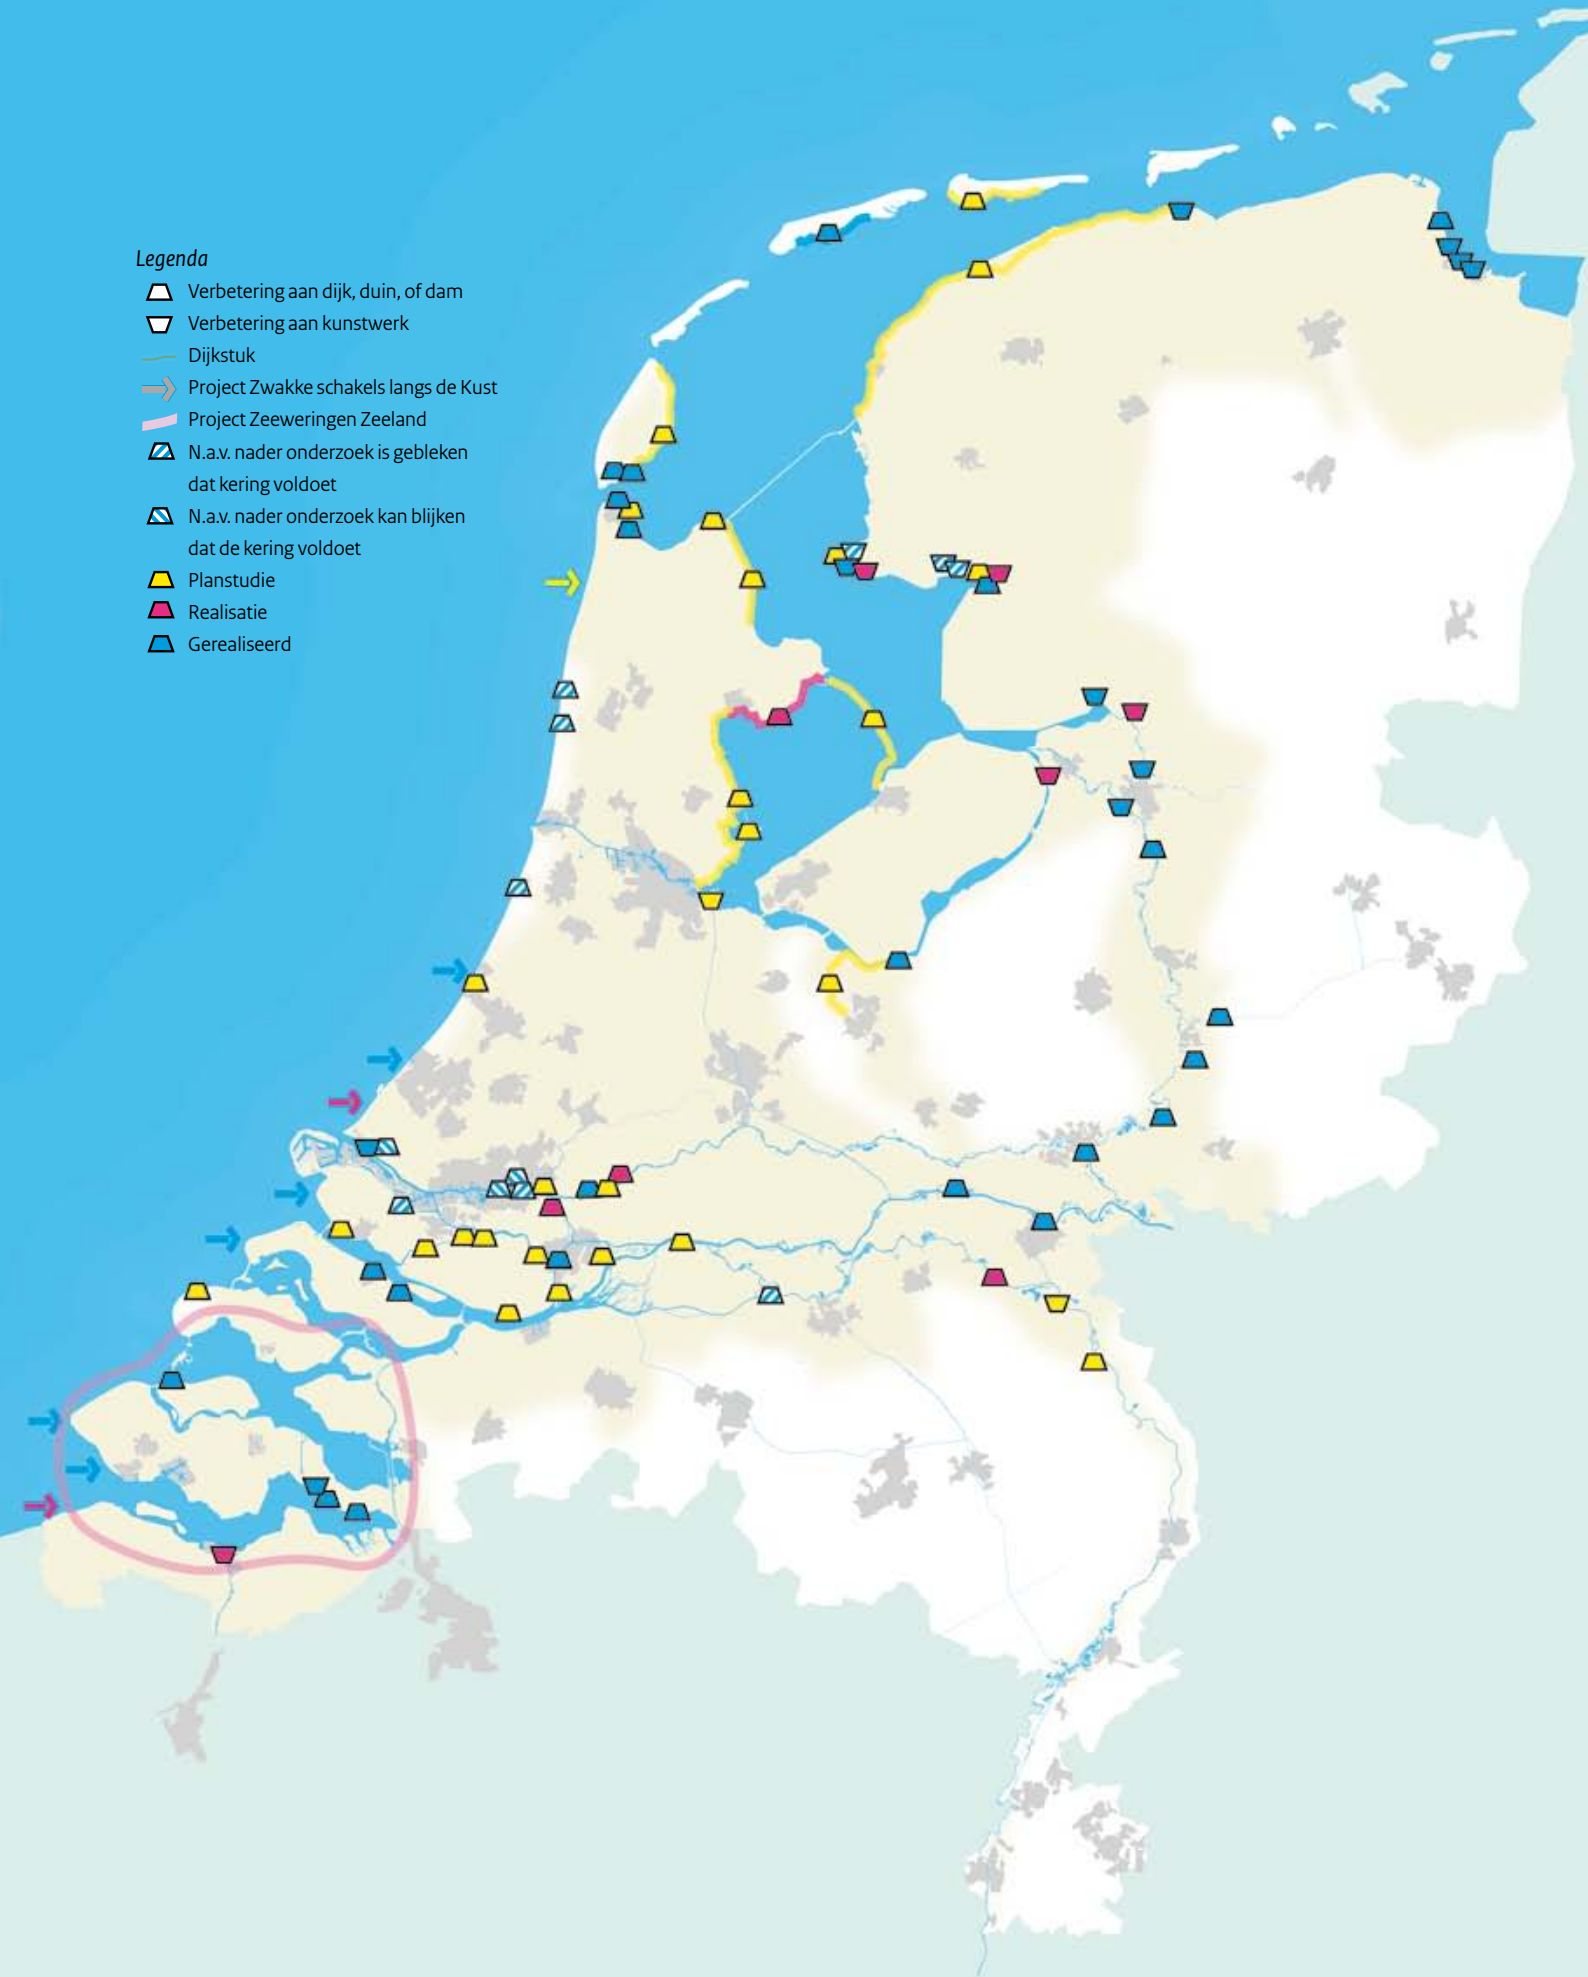 Legenda
Verbetering aan dijk, duin, of dam
Verbetering aan kunstwerk
Dijkstuk
Project Zwakke schakels langs de Kust
Project Zeeweringen Zeeland
N.a.v. nader onderzoek is gebleken
dat kering voldoet
N.a.v. nader onderzoek kan blijken
dat de kering voldoet
Planstudie
Realisatie
Gerealiseerd